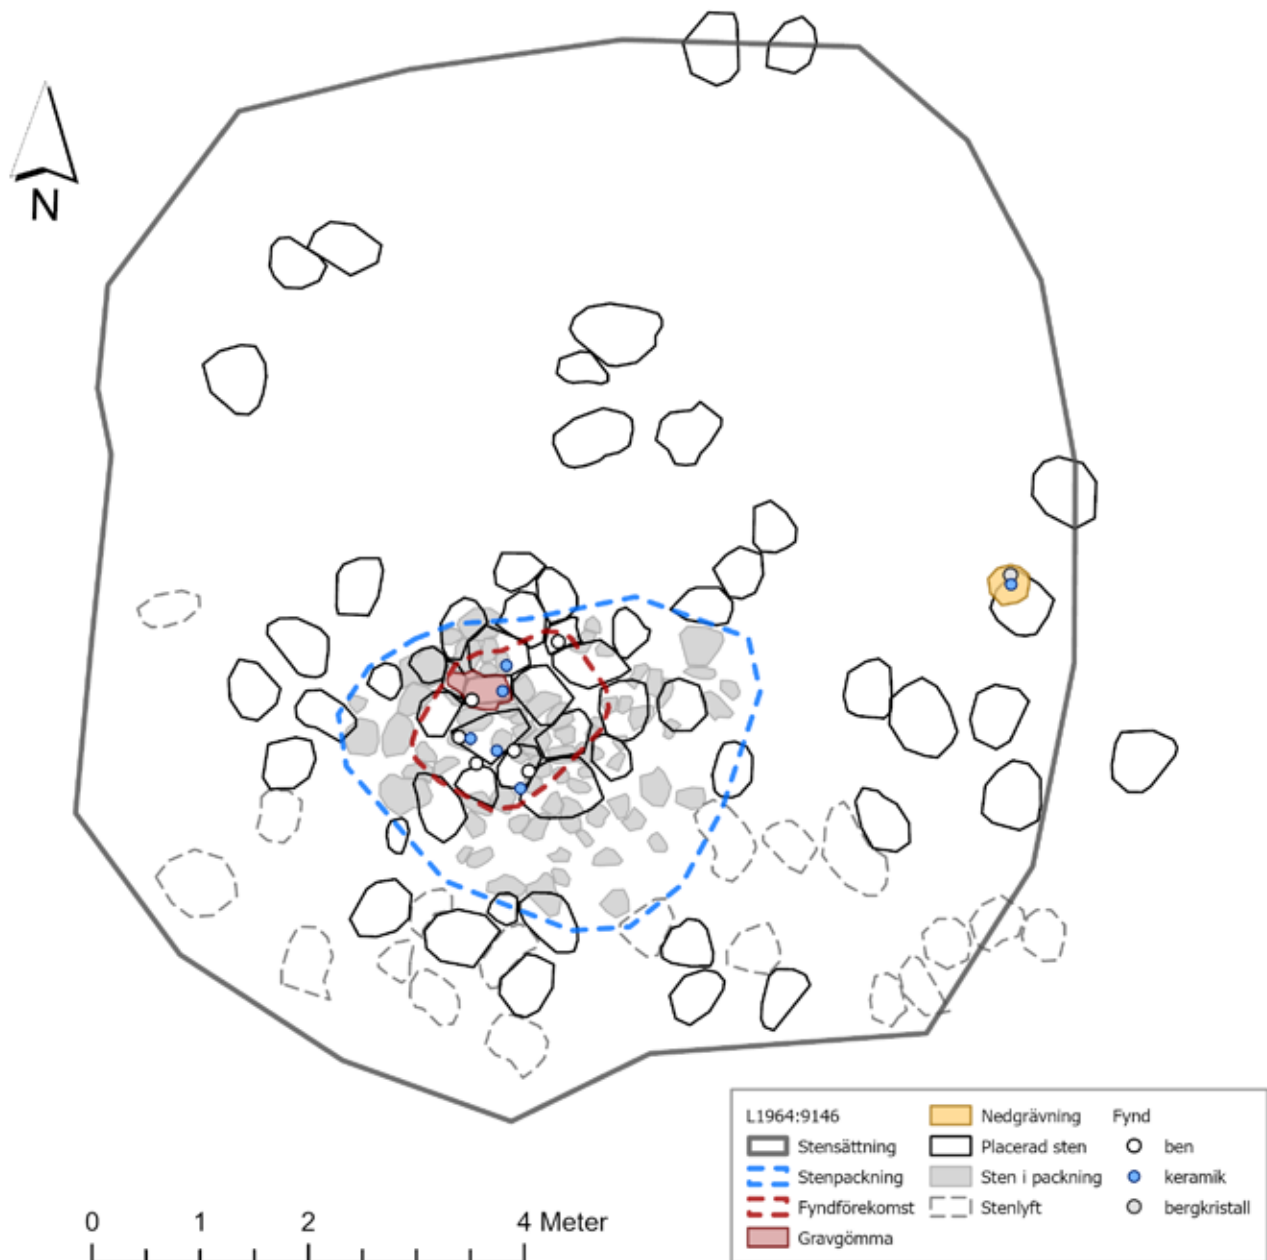 N
L1964:9146
Stensättning
Stenpackning
Fyndförekomst
Gravgömma
Nedgrävning
Placerad sten
Sten i packning
Stenlyft
Fynd
ben
keramik
bergkristall
0 1 2 4 Meter